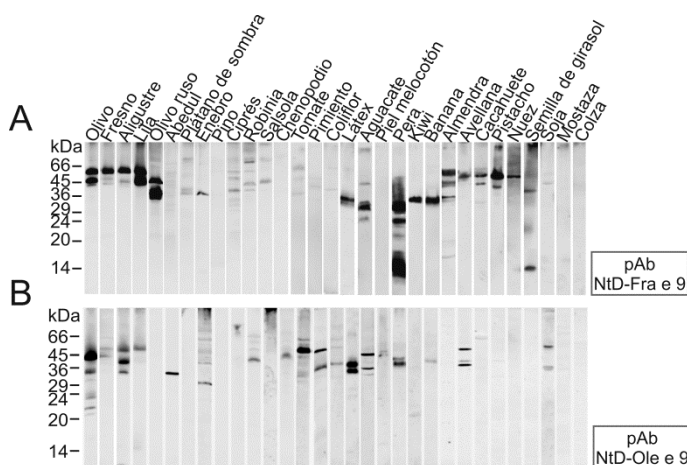 Olivo
Fresno
Aligustre
Lila
Olivo ruso
Abedul
Platano de sombra
Enebro
Pino
Ciprés
Robinia
Salsola
Chenopodio
Tomate
Pimiento
Coliflor
Latex
Aguacate
Piel melocotón
Pera
Kiwi
Banana
Almendra
Avellana
Cacahuete
Pistacho
Nuez
Semilla de girasol
Soja
Mostaza
Colza
A
kDa
66
45
36
29
24
20
14
pAb
NtD-Fra e 9
B
kDa
66
45
36
29
24
20
14
pAb
NtD-Ole e 9